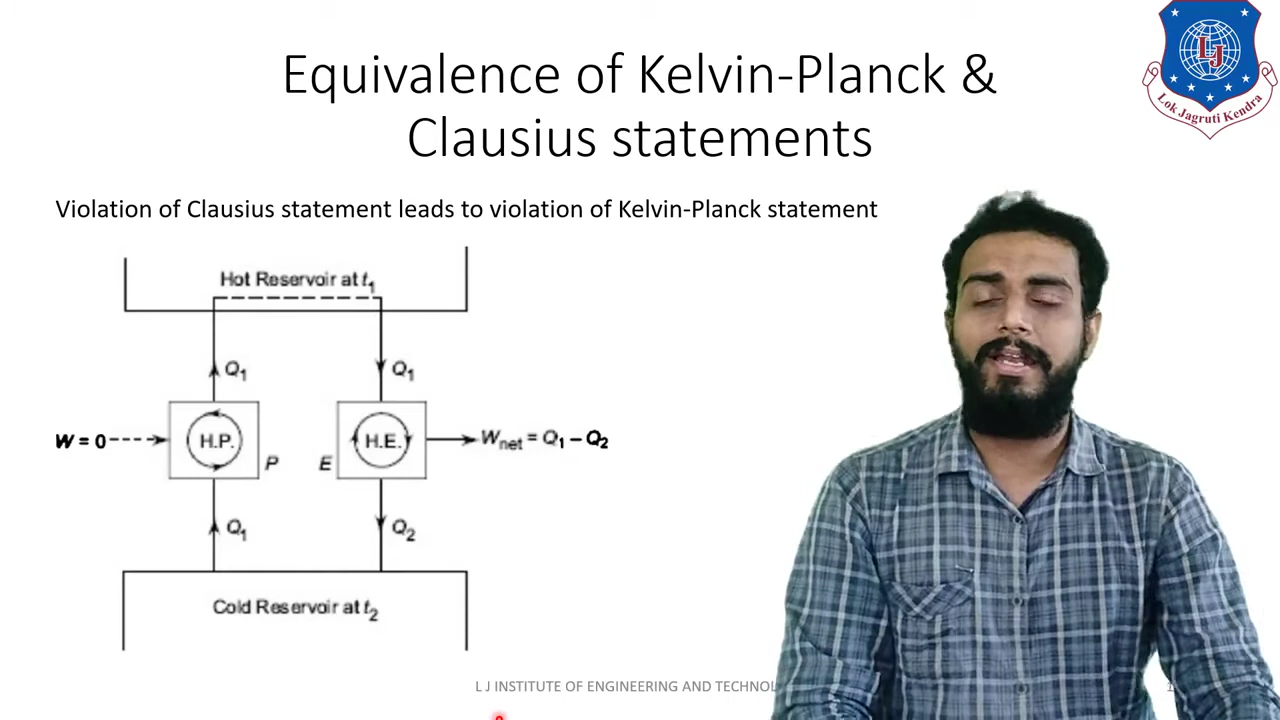 Equivalence of Kelvin-Planck &
Clausius statements
LJ
Lok Jagruti Kendra
Violation of Clausius statement leads to violation of Kelvin-Planck statement
Hot Reservoir at t₁
Q₁ Q₁
W = 0 H.P. P E H.E. Wnet = Q₁ – Q₂
Q₁ Q₂
Cold Reservoir at t₂
L J INSTITUTE OF ENGINEERING AND